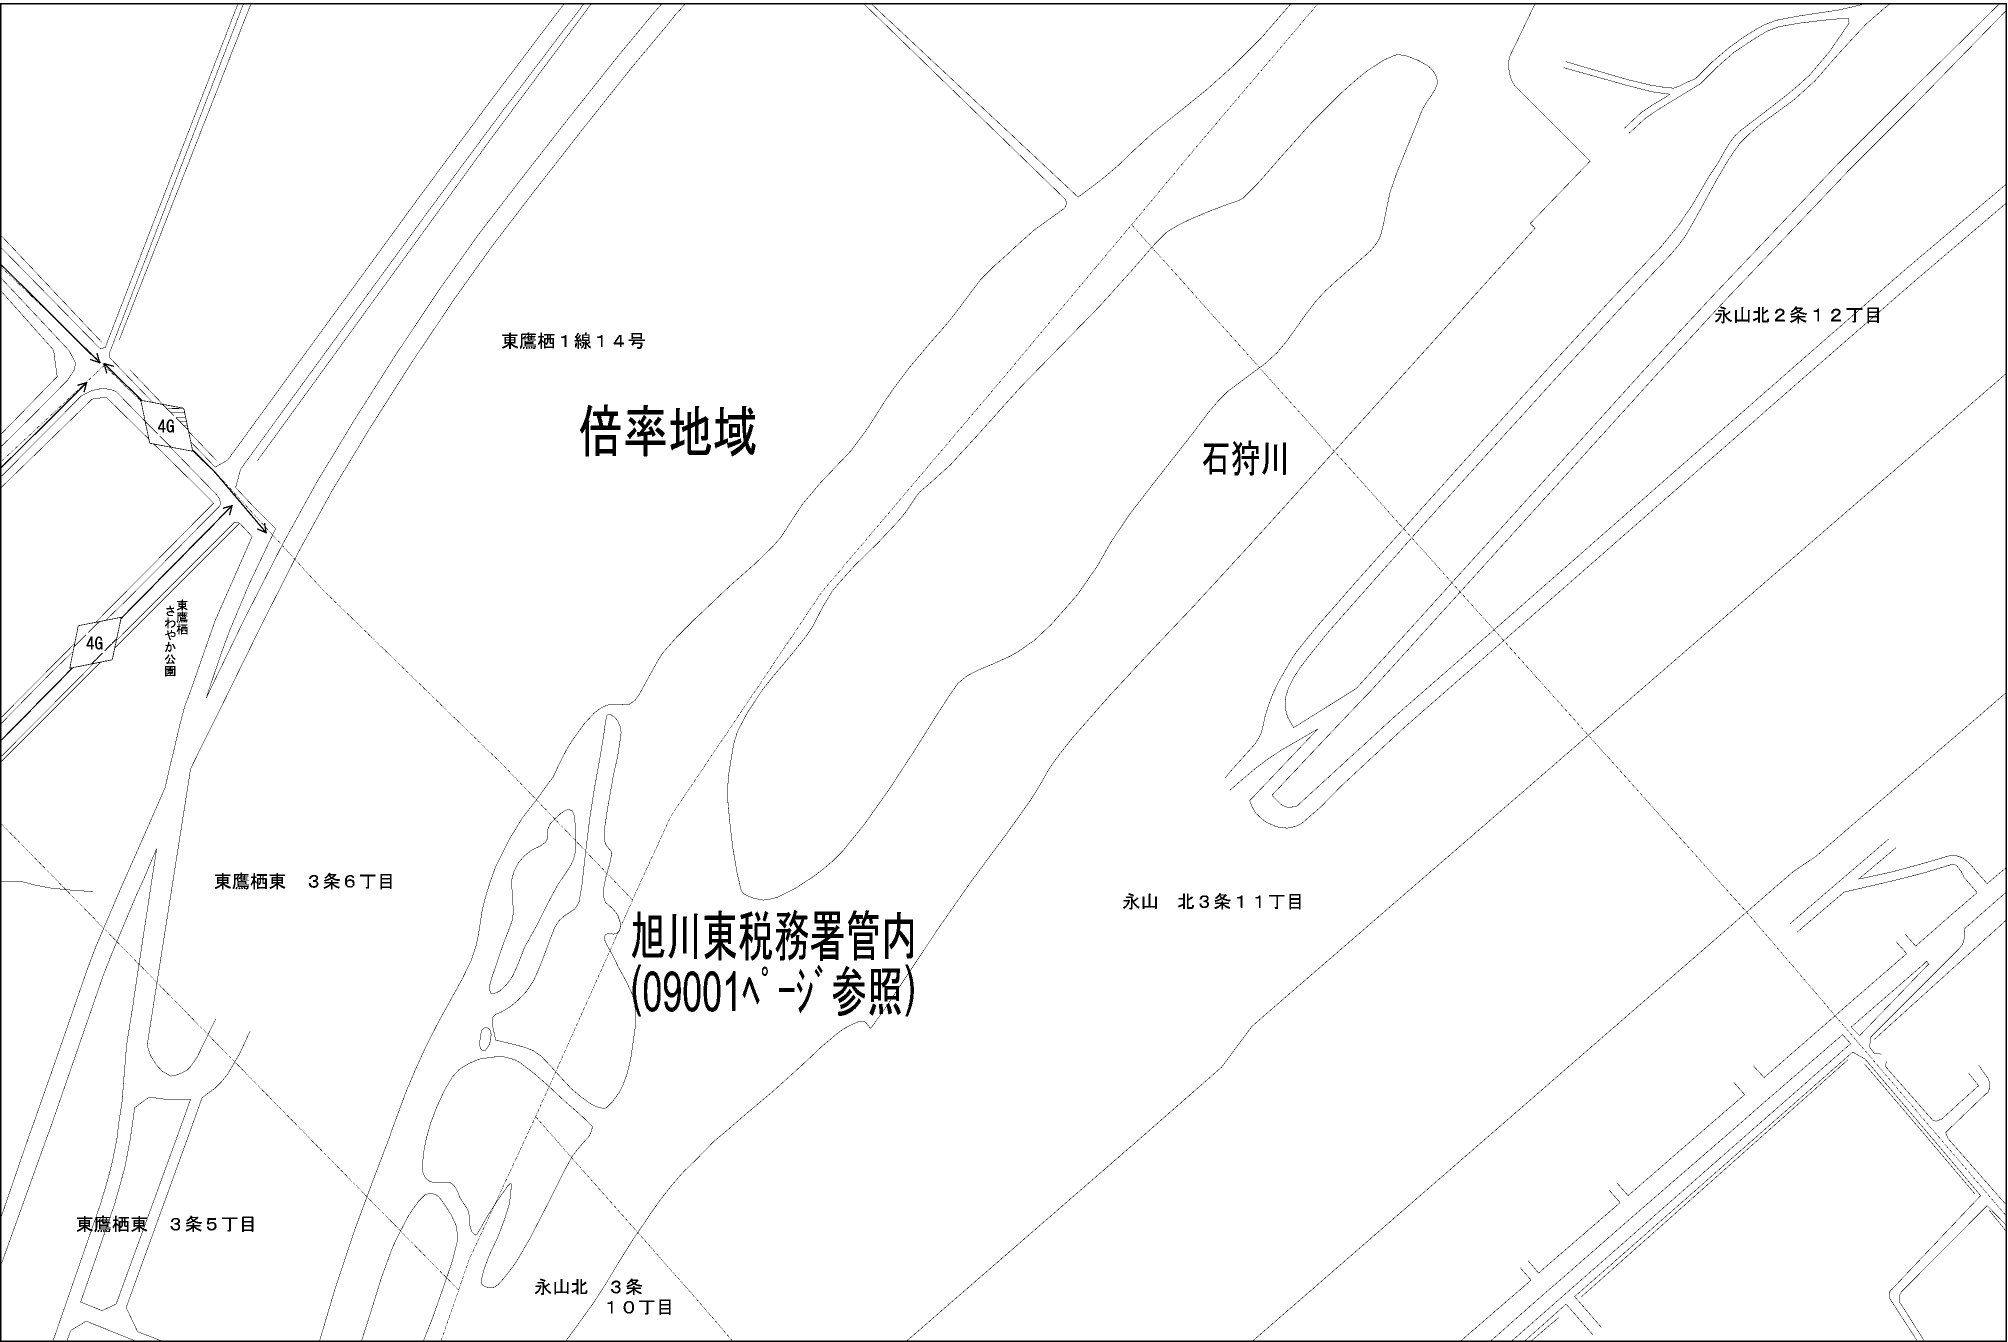 永山北２条１２丁目
東鷹栖１線１４号
倍率地域
4G
石狩川
東鷹栖
さわやか公園
4G
東鷹栖東　３条６丁目
永山　北３条１１丁目
旭川東税務署管内
(09001ﾍﾟｰｼﾞ参照)
東鷹栖東　３条５丁目
永山北　３条
１０丁目